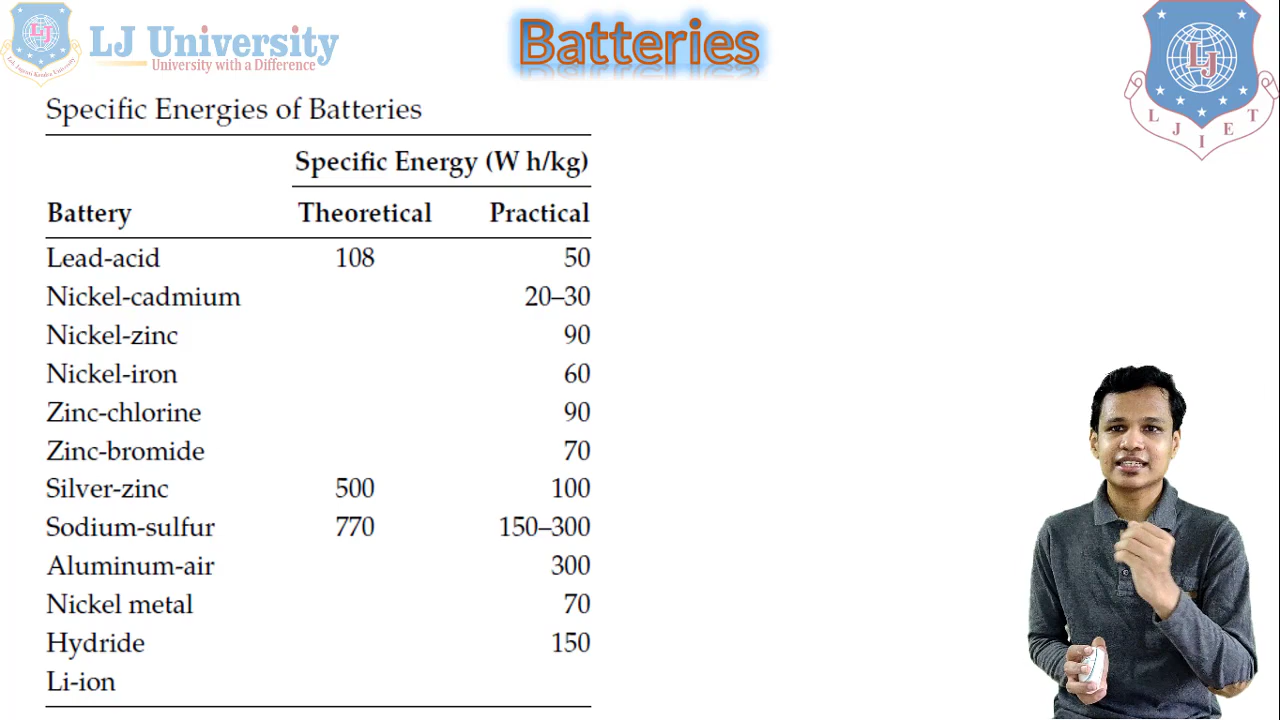 LJ University
University with a Difference
Batteries
LJ
L J I E T
Specific Energies of Batteries
Specific Energy (W h/kg)
Battery Theoretical Practical
Lead-acid 108 50
Nickel-cadmium 20–30
Nickel-zinc 90
Nickel-iron 60
Zinc-chlorine 90
Zinc-bromide 70
Silver-zinc 500 100
Sodium-sulfur 770 150–300
Aluminum-air 300
Nickel metal 70
Hydride 150
Li-ion